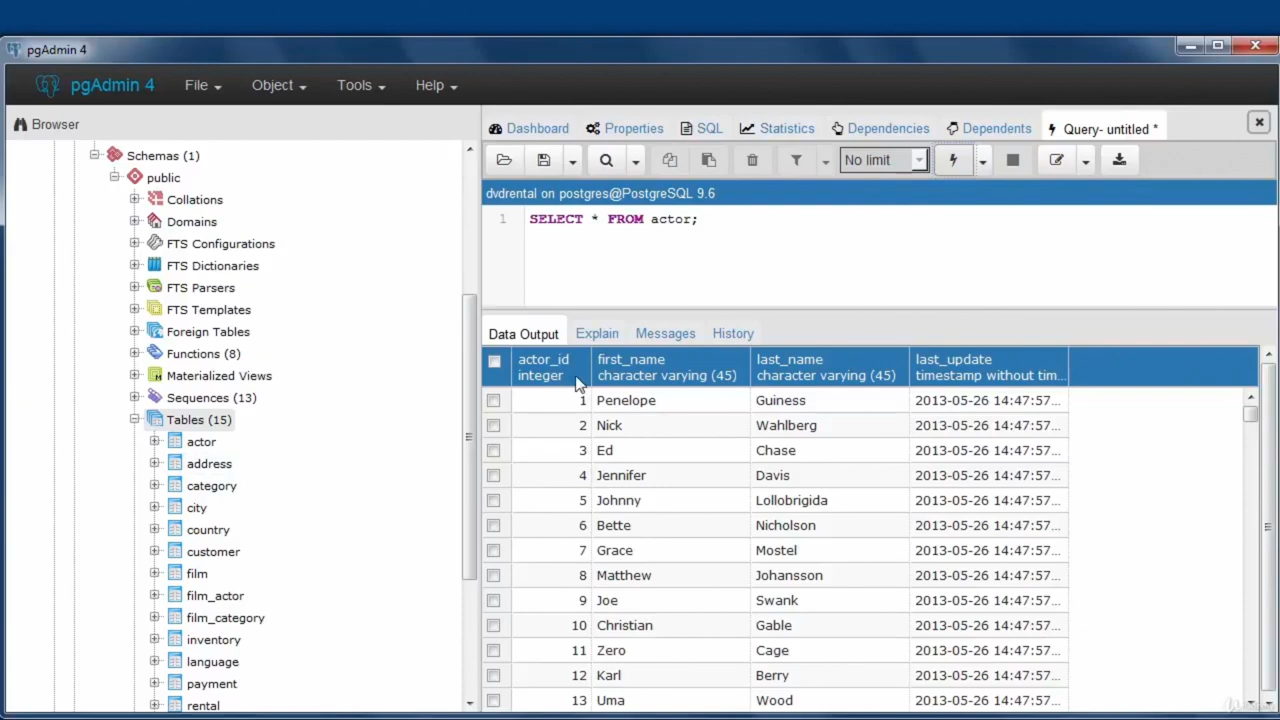 pgAdmin 4
pgAdmin 4 File Object Tools Help
Browser
Schemas (1)
public
Collations
Domains
FTS Configurations
FTS Dictionaries
FTS Parsers
FTS Templates
Foreign Tables
Functions (8)
Materialized Views
Sequences (13)
Tables (15)
actor
address
category
city
country
customer
film
film_actor
film_category
inventory
language
payment
rental
Dashboard Properties SQL Statistics Dependencies Dependents Query- untitled *
No limit
dvdrental on postgres@PostgreSQL 9.6
1 SELECT * FROM actor;
Data Output Explain Messages History
actor_id first_name last_name last_update
integer character varying (45) character varying (45) timestamp without tim...
1 Penelope Guiness 2013-05-26 14:47:57...
2 Nick Wahlberg 2013-05-26 14:47:57...
3 Ed Chase 2013-05-26 14:47:57...
4 Jennifer Davis 2013-05-26 14:47:57...
5 Johnny Lollobrigida 2013-05-26 14:47:57...
6 Bette Nicholson 2013-05-26 14:47:57...
7 Grace Mostel 2013-05-26 14:47:57...
8 Matthew Johansson 2013-05-26 14:47:57...
9 Joe Swank 2013-05-26 14:47:57...
10 Christian Gable 2013-05-26 14:47:57...
11 Zero Cage 2013-05-26 14:47:57...
12 Karl Berry 2013-05-26 14:47:57...
13 Uma Wood 2013-05-26 14:47:57...